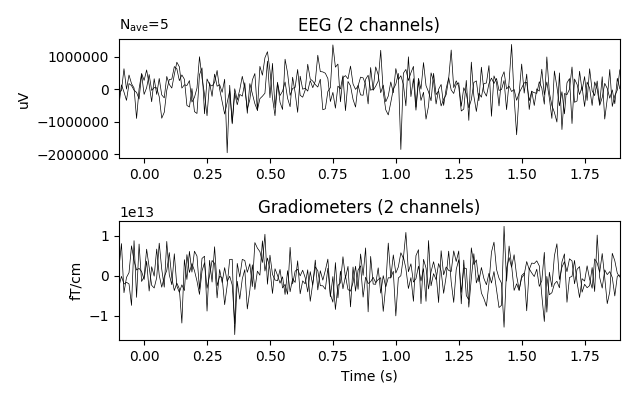 Nave=5
EEG (2 channels)
1000000
0
−1000000
−2000000
uV
0.00 0.25 0.50 0.75 1.00 1.25 1.50 1.75
1e13
Gradiometers (2 channels)
1
0
−1
fT/cm
0.00 0.25 0.50 0.75 1.00 1.25 1.50 1.75
Time (s)